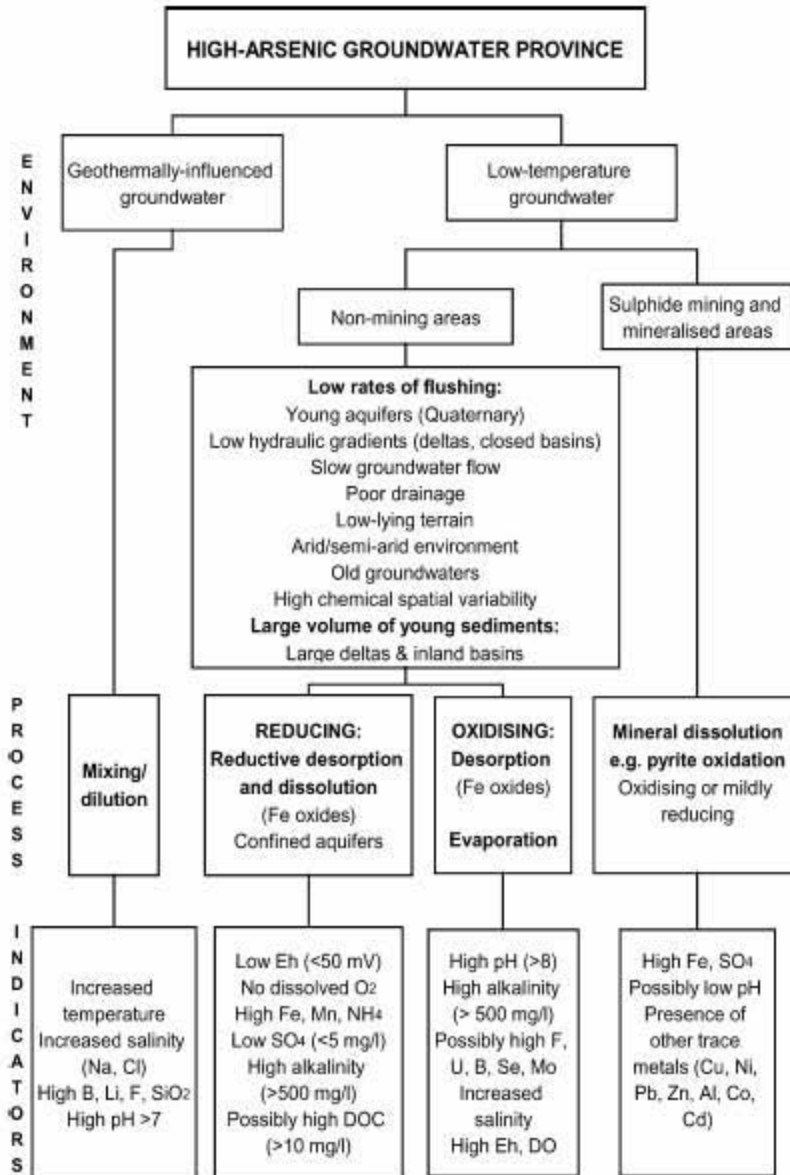 HIGH-ARSENIC GROUNDWATER PROVINCE
ENVIRONMENT
Geothermally-influenced
groundwater
Low-temperature
groundwater
Non-mining areas
Sulphide mining and
mineralised areas
Low rates of flushing:
Young aquifers (Quaternary)
Low hydraulic gradients (deltas, closed basins)
Slow groundwater flow
Poor drainage
Low-lying terrain
Arid/semi-arid environment
Old groundwaters
High chemical spatial variability
Large volume of young sediments:
Large deltas & inland basins
PROCESS
Mixing/
dilution
REDUCING:
Reductive desorption
and dissolution
(Fe oxides)
Confined aquifers
OXIDISING:
Desorption
(Fe oxides)
Evaporation
Mineral dissolution
e.g. pyrite oxidation
Oxidising or mildly
reducing
INDICATORS
Increased
temperature
Increased salinity
(Na, Cl)
High B, Li, F, SiO2
High pH >7
Low Eh (<50 mV)
No dissolved O2
High Fe, Mn, NH4
Low SO4 (<5 mg/l)
High alkalinity
(>500 mg/l)
Possibly high DOC
(>10 mg/l)
High pH (>8)
High alkalinity
(> 500 mg/l)
Possibly high F,
U, B, Se, Mo
Increased
salinity
High Eh, DO
High Fe, SO4
Possibly low pH
Presence of
other trace
metals (Cu, Ni,
Pb, Zn, Al, Co,
Cd)